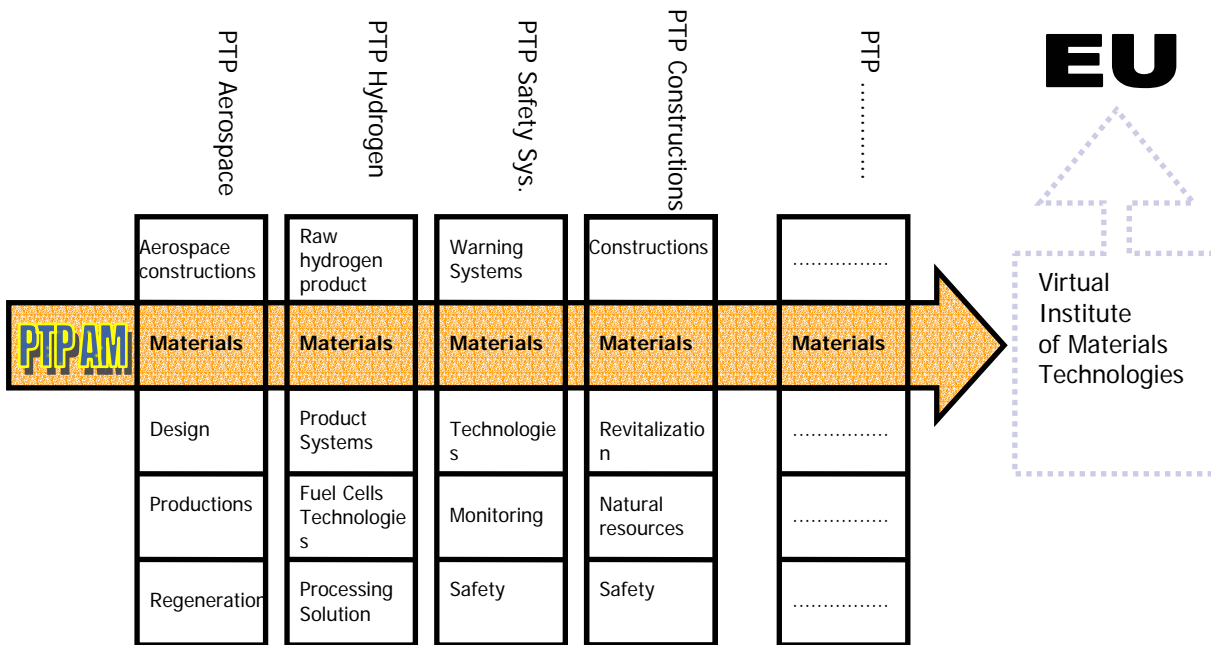 PTP Aerospace
PTP Hydrogen
PTP Safety Sys.
PTP Constructions
PTP ............
EU
Aerospace
constructions
Raw
hydrogen
product
Warning
Systems
Constructions
...............
PTP AM
Materials
Materials
Materials
Materials
Materials
Virtual
Institute
of Materials
Technologies
Design
Product
Systems
Technologie
s
Revitalizatio
n
...............
Productions
Fuel Cells
Technologie
s
Monitoring
Natural
resources
...............
Regeneration
Processing
Solution
Safety
Safety
...............